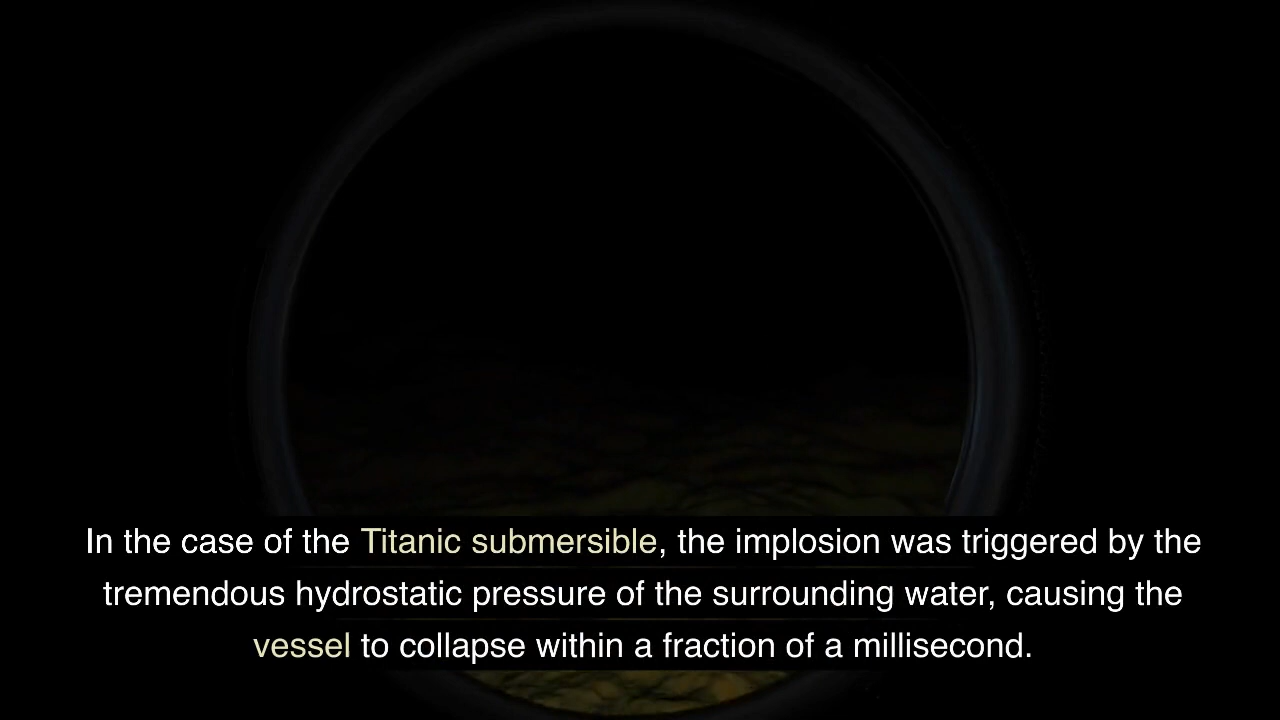 In the case of the Titanic submersible, the implosion was triggered by the
tremendous hydrostatic pressure of the surrounding water, causing the
vessel to collapse within a fraction of a millisecond.